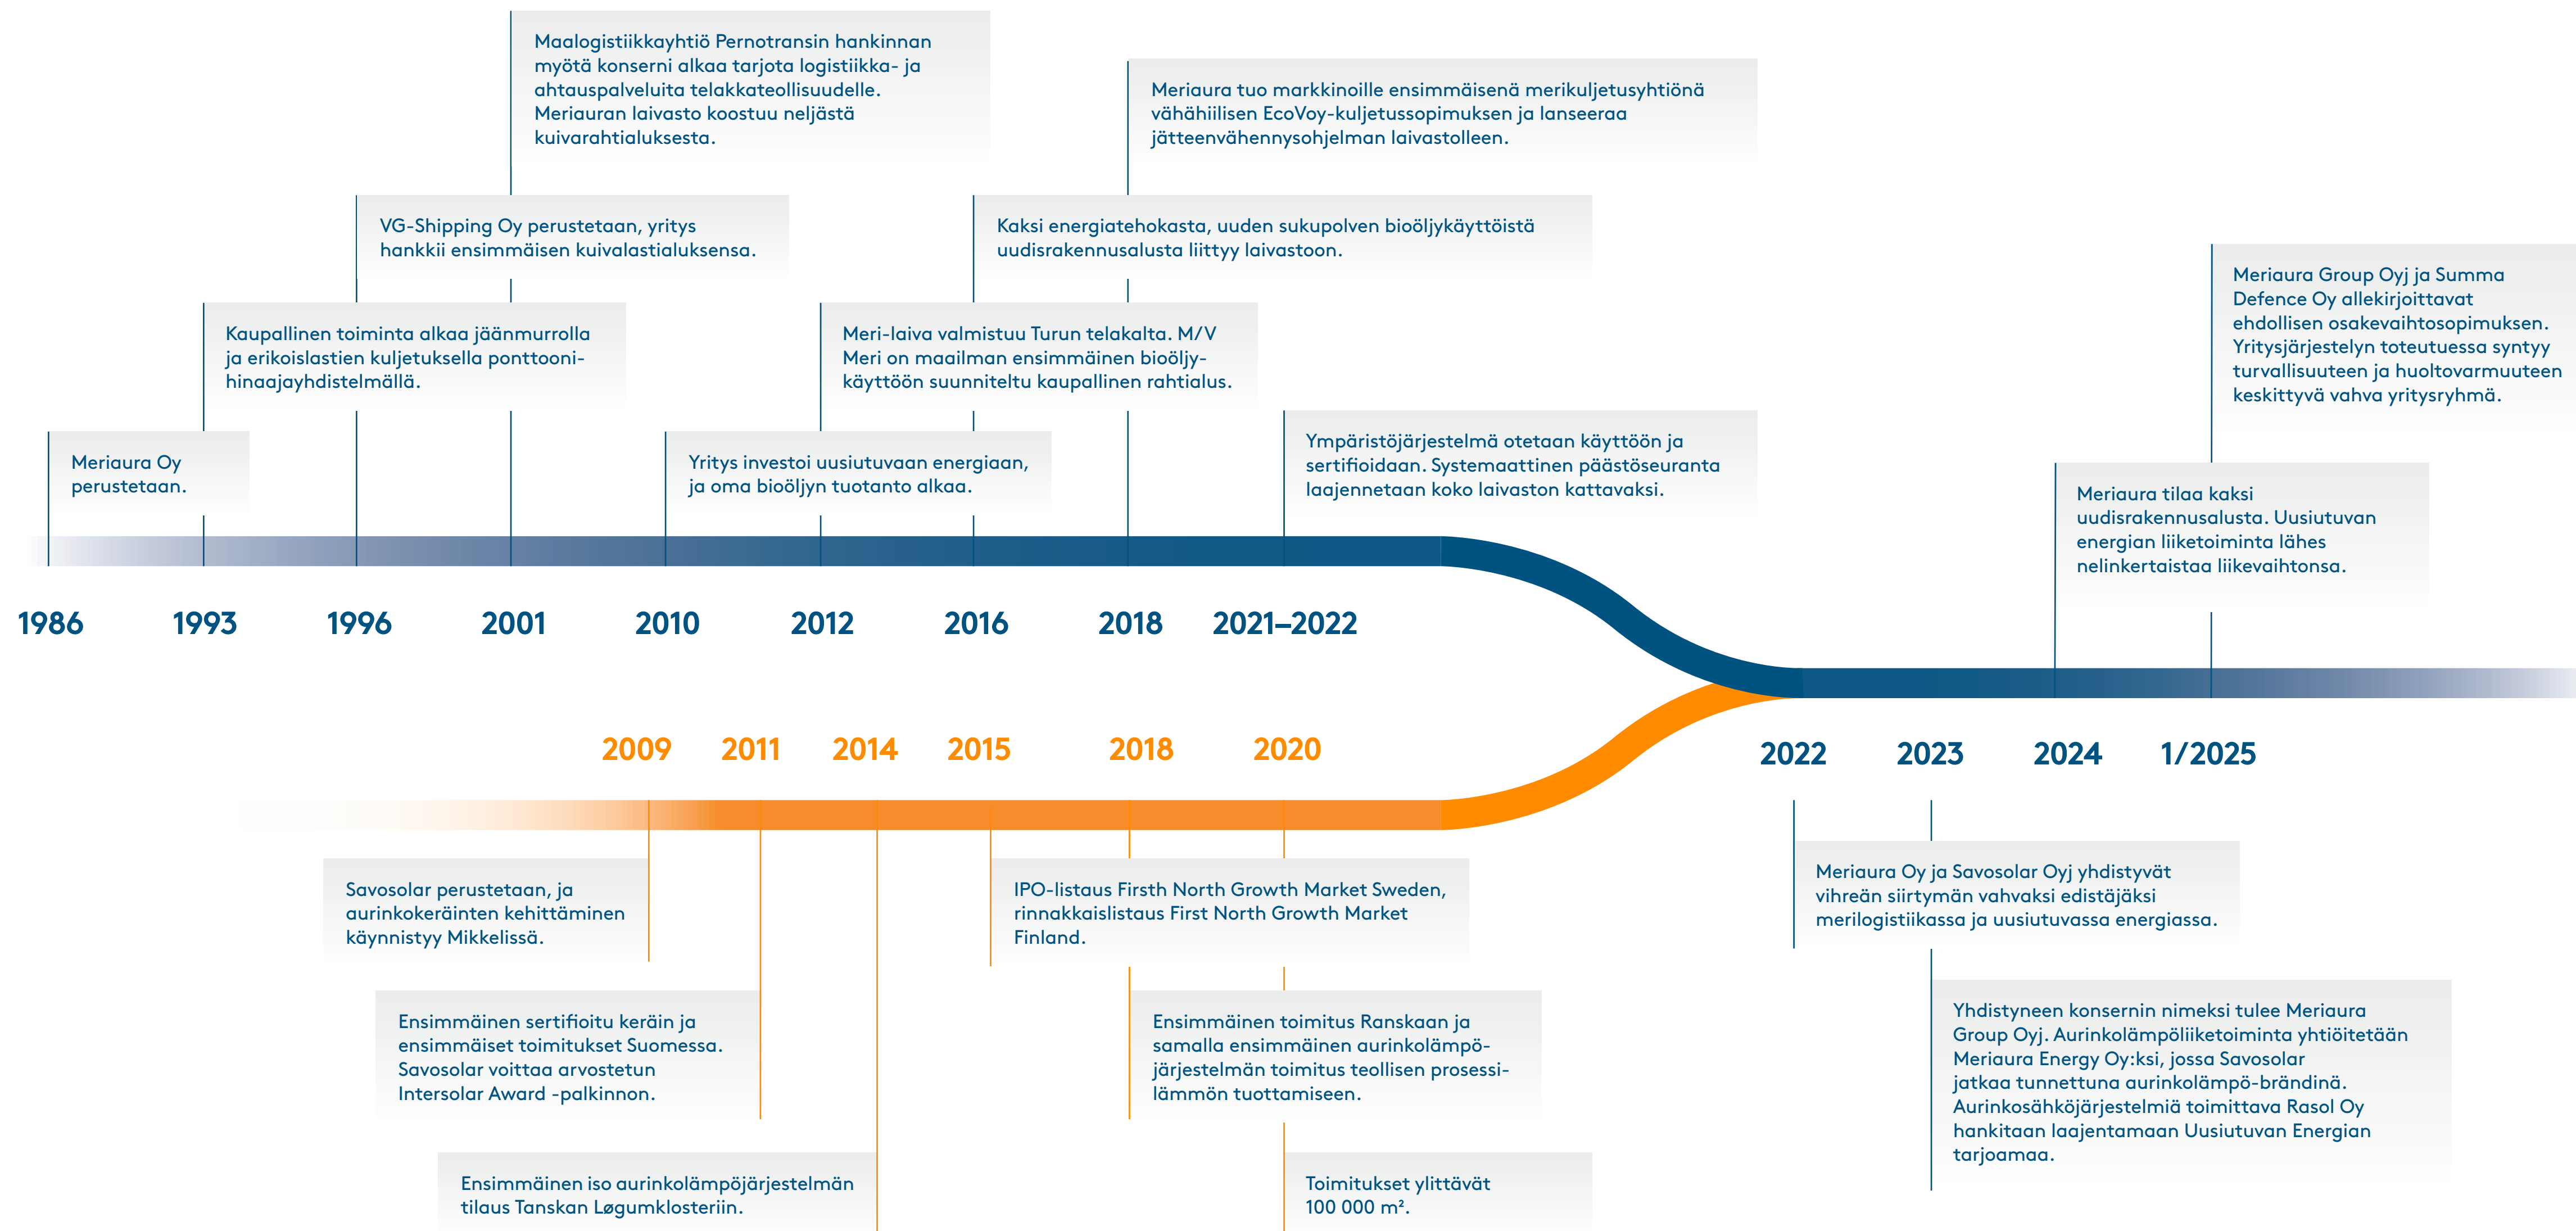 Maalogistiikkayhtiö Pernotransin hankinnan
myötä konserni alkaa tarjota logistiikka- ja
ahtauspalveluita telakkateollisuudelle.
Meriauran laivasto koostuu neljästä
kuivarahtialuksesta.
Meriaura tuo markkinoille ensimmäisenä merikuljetusyhtiönä
vähähiilisen EcoVoy-kuljetussopimuksen ja lanseeraa
jätteenvähennysohjelman laivastolleen.
VG-Shipping Oy perustetaan, yritys
hankkii ensimmäisen kuivalastialuksensa.
Kaksi energiatehokasta, uuden sukupolven bioöljykäyttöistä
uudisrakennusalusta liittyy laivastoon.
Meriaura Group Oyj ja Summa
Defence Oy allekirjoittavat
ehdollisen osakevaihtosopimuksen.
Yritysjärjestelyn toteutuessa syntyy
turvallisuuteen ja huoltovarmuuteen
keskittyvä vahva yritysryhmä.
Kaupallinen toiminta alkaa jäänmurrolla
ja erikoislastien kuljetuksella ponttooni-
hinaajayhdistelmällä.
Meri-laiva valmistuu Turun telakalta. M/V
Meri on maailman ensimmäinen bioöljy-
käyttöön suunniteltu kaupallinen rahtialus.
Meriaura Oy
perustetaan.
Yritys investoi uusiutuvaan energiaan,
ja oma bioöljyn tuotanto alkaa.
Ympäristöjärjestelmä otetaan käyttöön ja
sertifioidaan. Systemaattinen päästöseuranta
laajennetaan koko laivaston kattavaksi.
Meriaura tilaa kaksi
uudisrakennusalusta. Uusiutuvan
energian liiketoiminta lähes
nelinkertaistaa liikevaihtonsa.
1986 1993 1996 2001 2010 2012 2016 2018 2021–2022
2009 2011 2014 2015 2018 2020
2022 2023 2024 1/2025
Savosolar perustetaan, ja
aurinkokeräinten kehittäminen
käynnistyy Mikkelissä.
IPO-listaus Firsth North Growth Market Sweden,
rinnakkaislistaus First North Growth Market
Finland.
Meriaura Oy ja Savosolar Oyj yhdistyvät
vihreän siirtymän vahvaksi edistäjäksi
merilogistiikassa ja uusiutuvassa energiassa.
Ensimmäinen sertifioitu keräin ja
ensimmäiset toimitukset Suomessa.
Savosolar voittaa arvostetun
Intersolar Award -palkinnon.
Ensimmäinen toimitus Ranskaan ja
samalla ensimmäinen aurinkolämpö-
järjestelmän toimitus teollisen prosessi-
lämmön tuottamiseen.
Yhdistyneen konsernin nimeksi tulee Meriaura
Group Oyj. Aurinkolämpöliiketoiminta yhtiöitetään
Meriaura Energy Oy:ksi, jossa Savosolar
jatkaa tunnettuna aurinkolämpö-brändinä.
Aurinkosähköjärjestelmiä toimittava Rasol Oy
hankitaan laajentamaan Uusiutuvan Energian
tarjoamaa.
Ensimmäinen iso aurinkolämpöjärjestelmän
tilaus Tanskan Løgumklosteriin.
Toimitukset ylittävät
100 000 m².